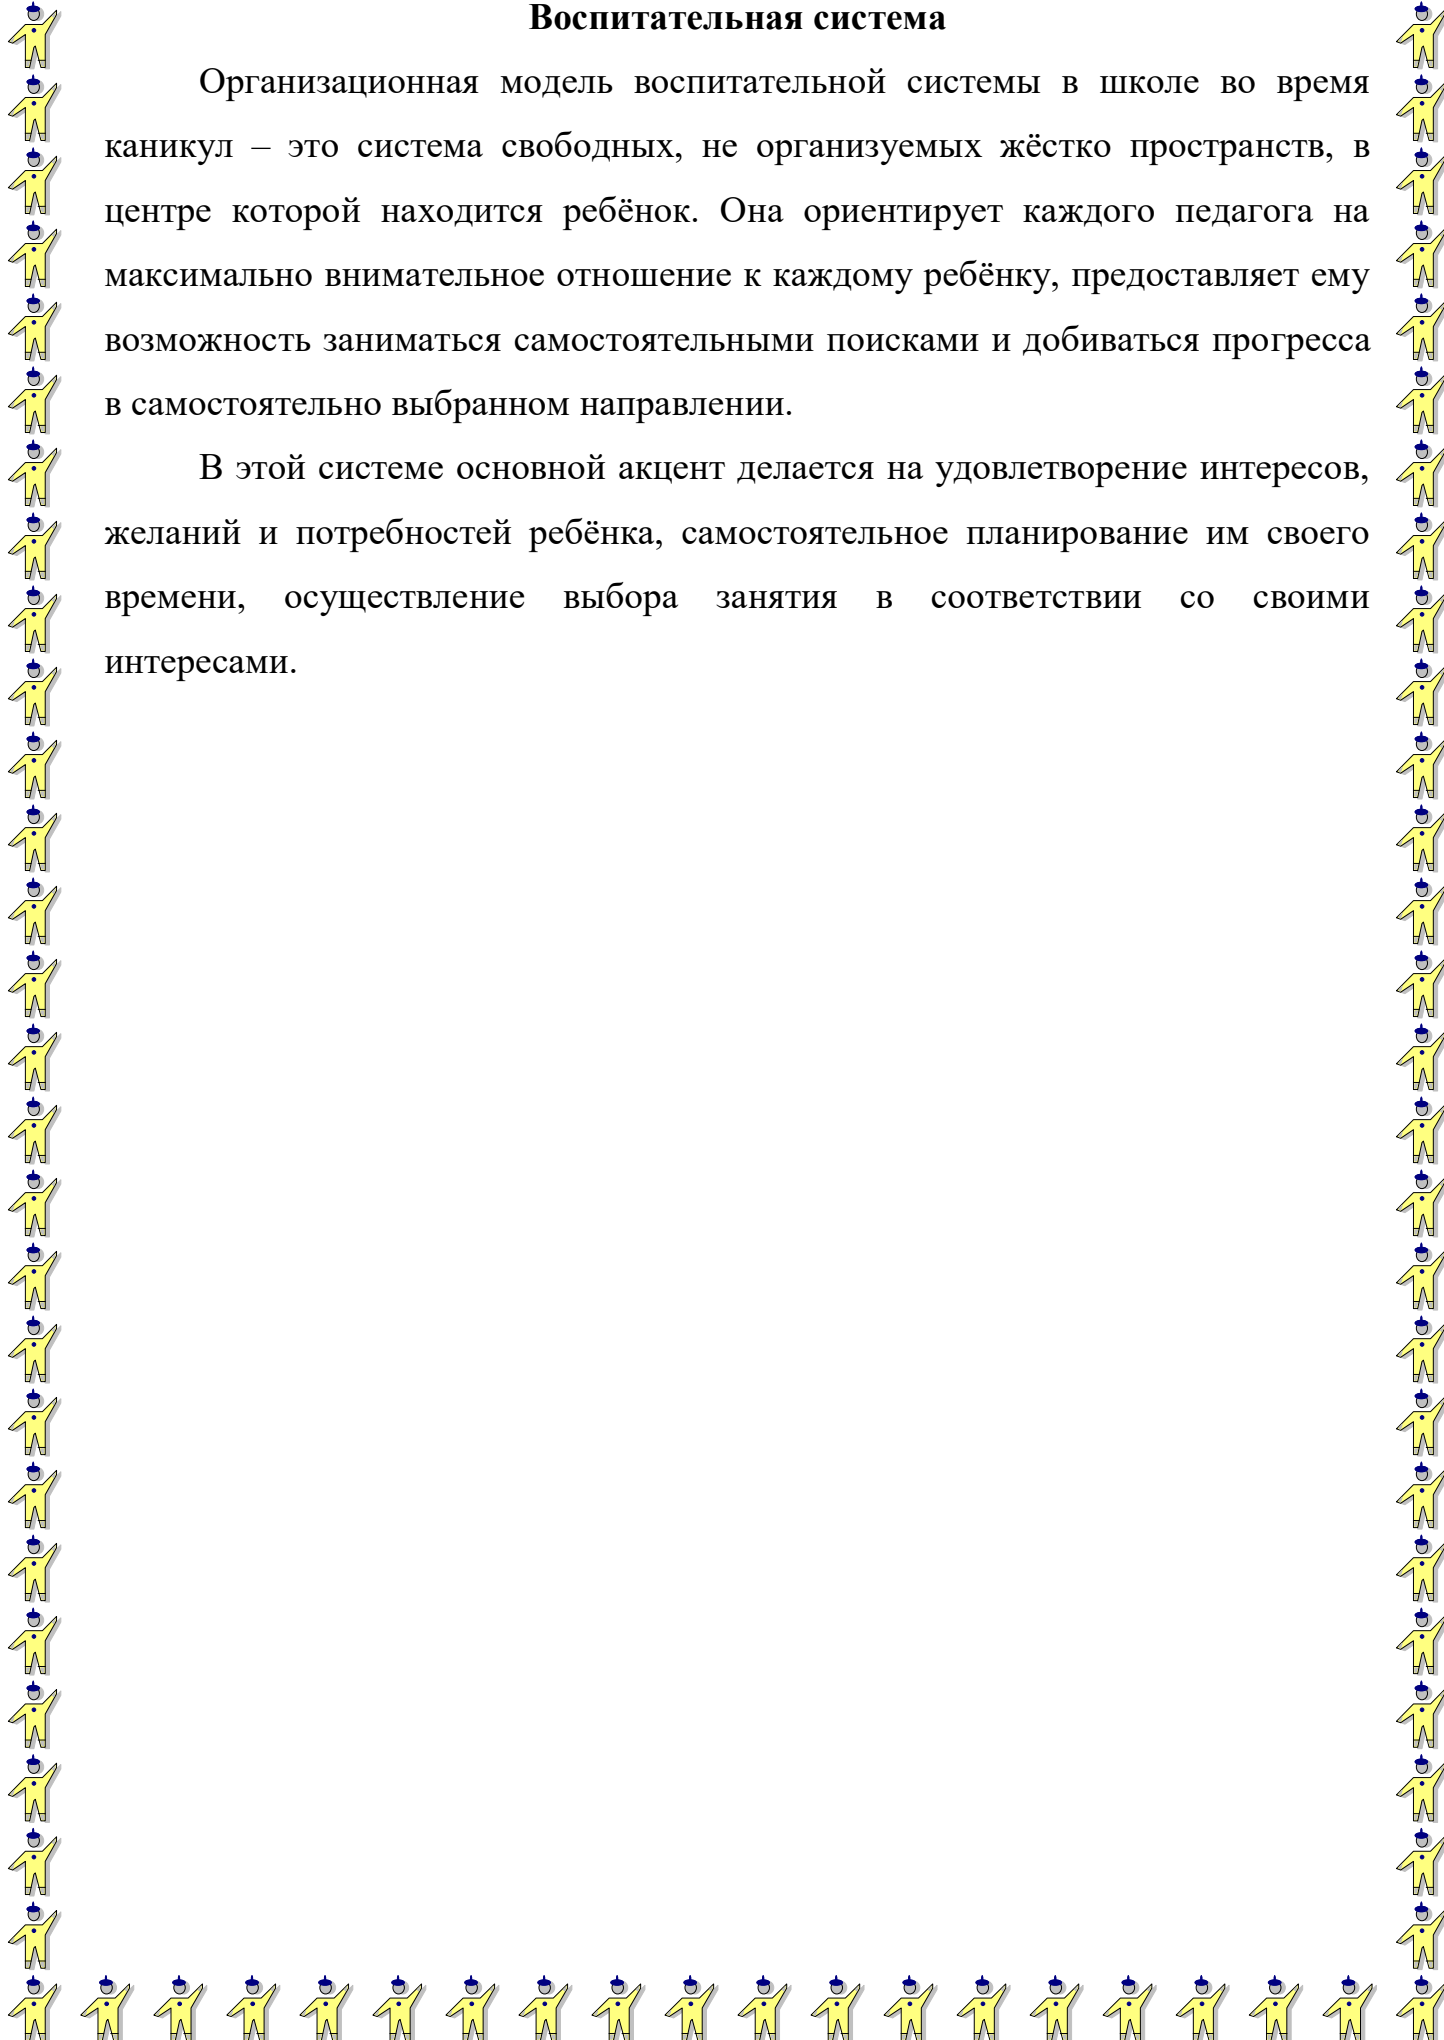 Воспитательная система
Организационная модель воспитательной системы в школе во время
каникул – это система свободных, не организуемых жёстко пространств, в
центре которой находится ребёнок. Она ориентирует каждого педагога на
максимально внимательное отношение к каждому ребёнку, предоставляет ему
возможность заниматься самостоятельными поисками и добиваться прогресса
в самостоятельно выбранном направлении.
В этой системе основной акцент делается на удовлетворение интересов,
желаний и потребностей ребёнка, самостоятельное планирование им своего
времени, осуществление выбора занятия в соответствии со своими
интересами.